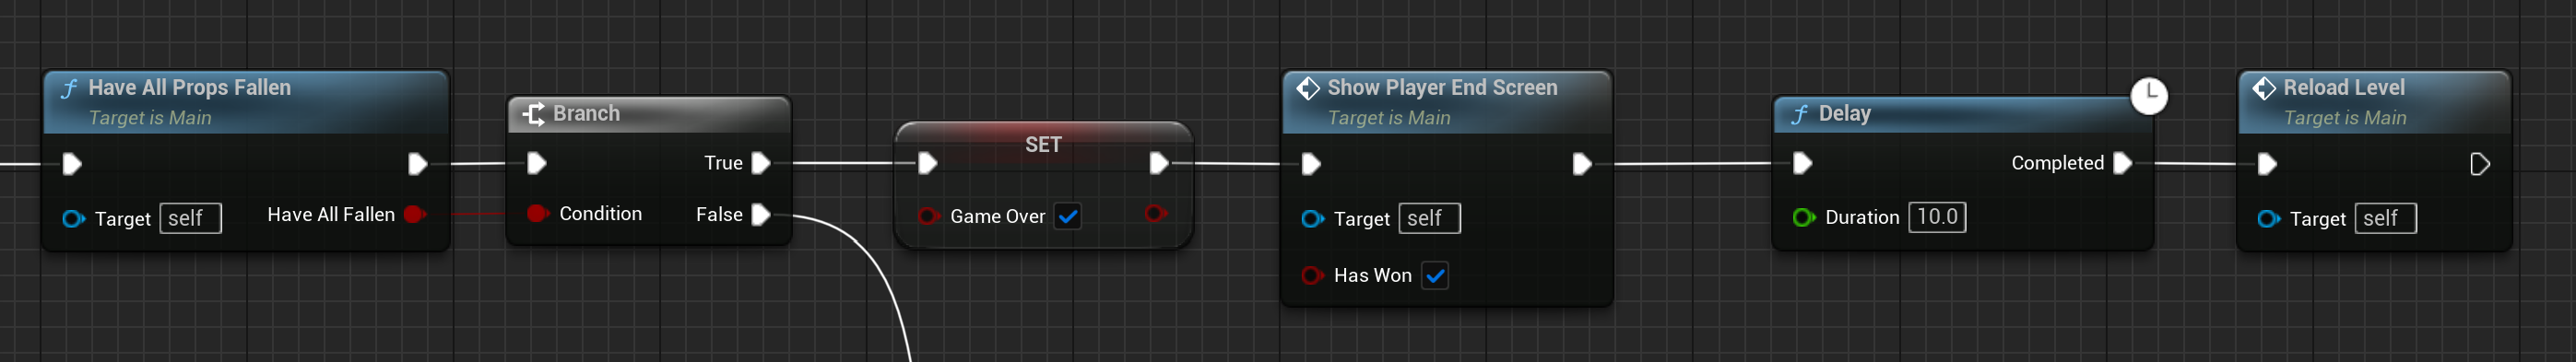 Have All Props Fallen
Target is Main
Target self
Have All Fallen
Branch
True
Condition
False
SET
Game Over
Show Player End Screen
Target is Main
Target self
Has Won
Delay
Completed
Duration 10.0
Reload Level
Target is Main
Target self